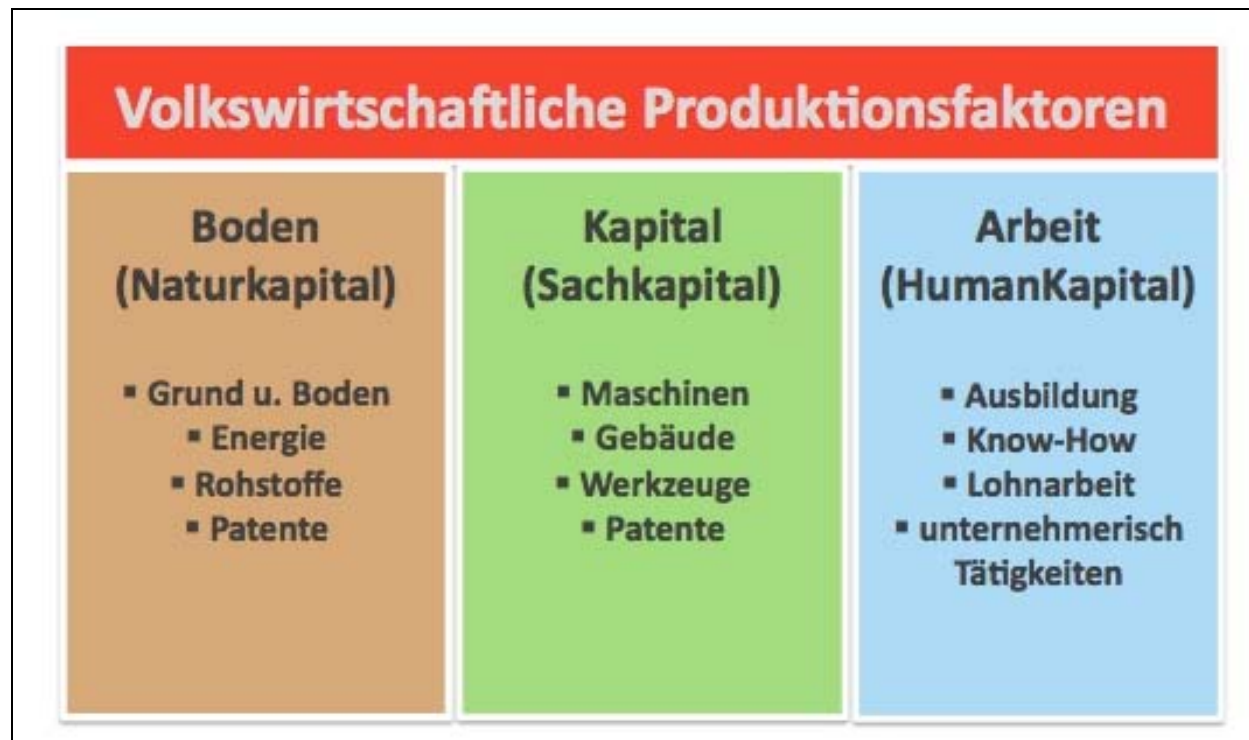 Volkswirtschaftliche Produktionsfaktoren
Boden
(Naturkapital)
▪ Grund u. Boden
▪ Energie
▪ Rohstoffe
▪ Patente
Kapital
(Sachkapital)
▪ Maschinen
▪ Gebäude
▪ Werkzeuge
▪ Patente
Arbeit
(HumanKapital)
▪ Ausbildung
▪ Know-How
▪ Lohnarbeit
▪ unternehmerisch
Tätigkeiten